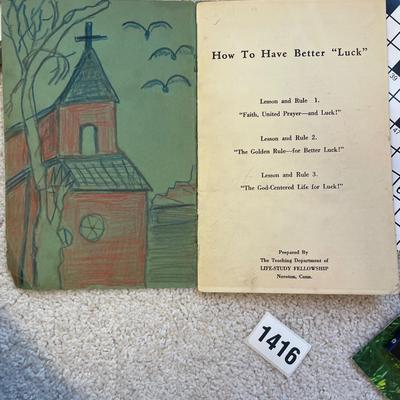 How To Have Better "Luck"
Lesson and Rule 1.
"Faith, United Prayer—and Luck!"
Lesson and Rule 2.
"The Golden Rule—for Better Luck!"
Lesson and Rule 3.
"The God-Centered Life for Luck!"
Prepared By
The Teaching Department of
LIFE-STUDY FELLOWSHIP
Noroton, Conn.
1416